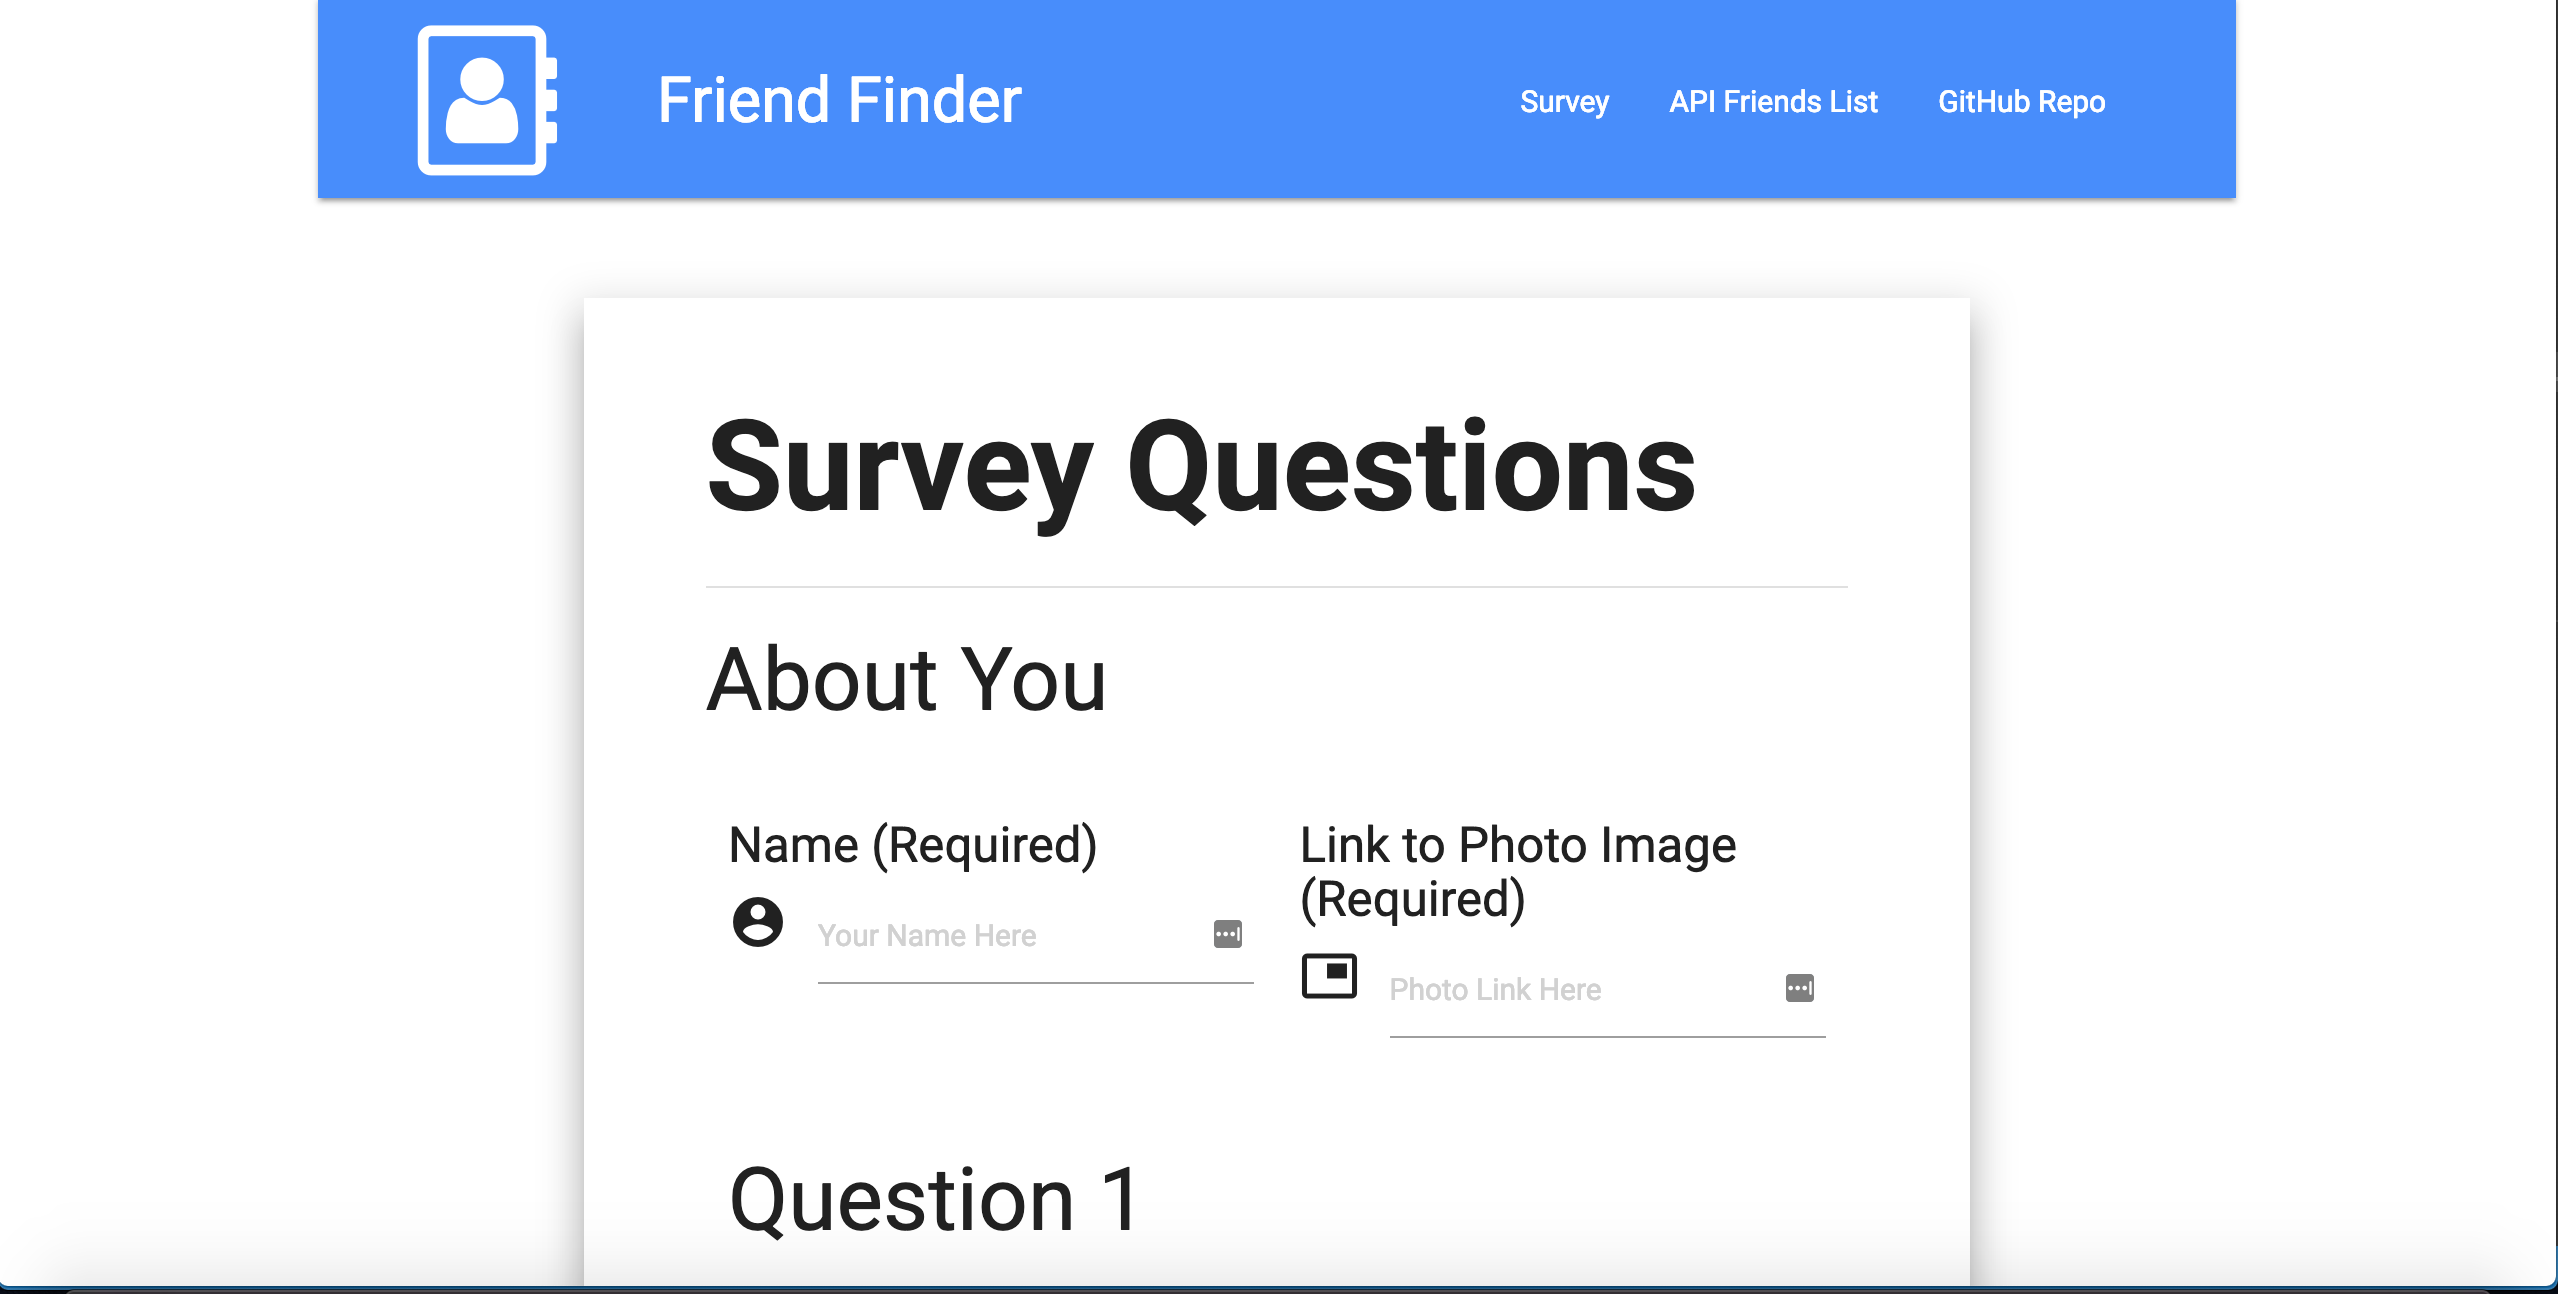 Friend Finder
Survey API Friends List GitHub Repo
Survey Questions
About You
Name (Required)
Your Name Here
Link to Photo Image
(Required)
Photo Link Here
Question 1